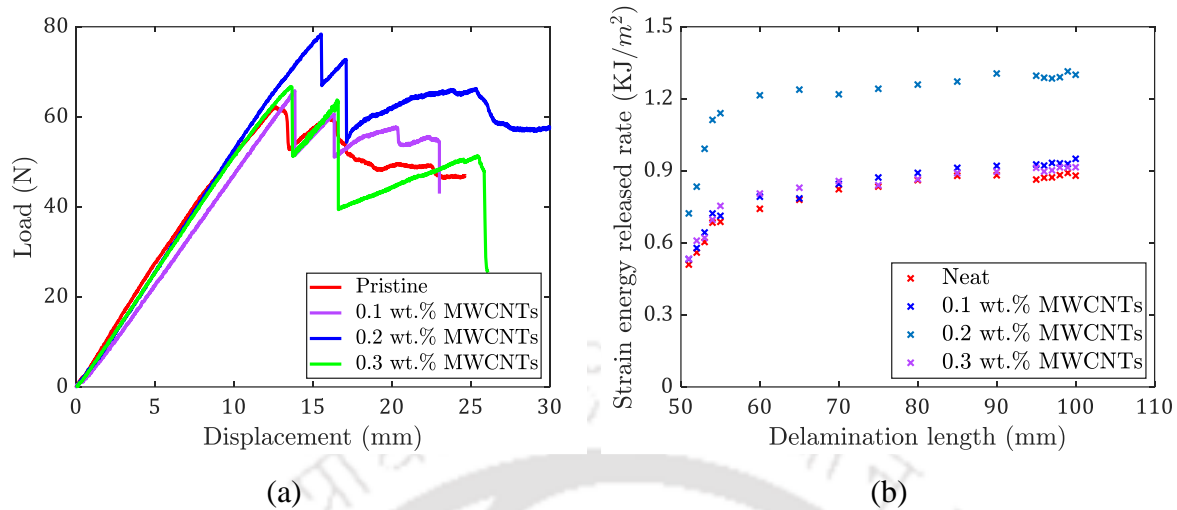 80
60
40
20
0
0
5
10
15
20
25
30
Load (N)
Displacement (mm)
Pristine
0.1 wt.% MWCNTs
0.2 wt.% MWCNTs
0.3 wt.% MWCNTs
(a)
1.5
1.2
0.9
0.6
0.3
0
50
60
70
80
90
100
110
Strain energy released rate (KJ/m²)
Delamination length (mm)
Neat
0.1 wt.% MWCNTs
0.2 wt.% MWCNTs
0.3 wt.% MWCNTs
(b)